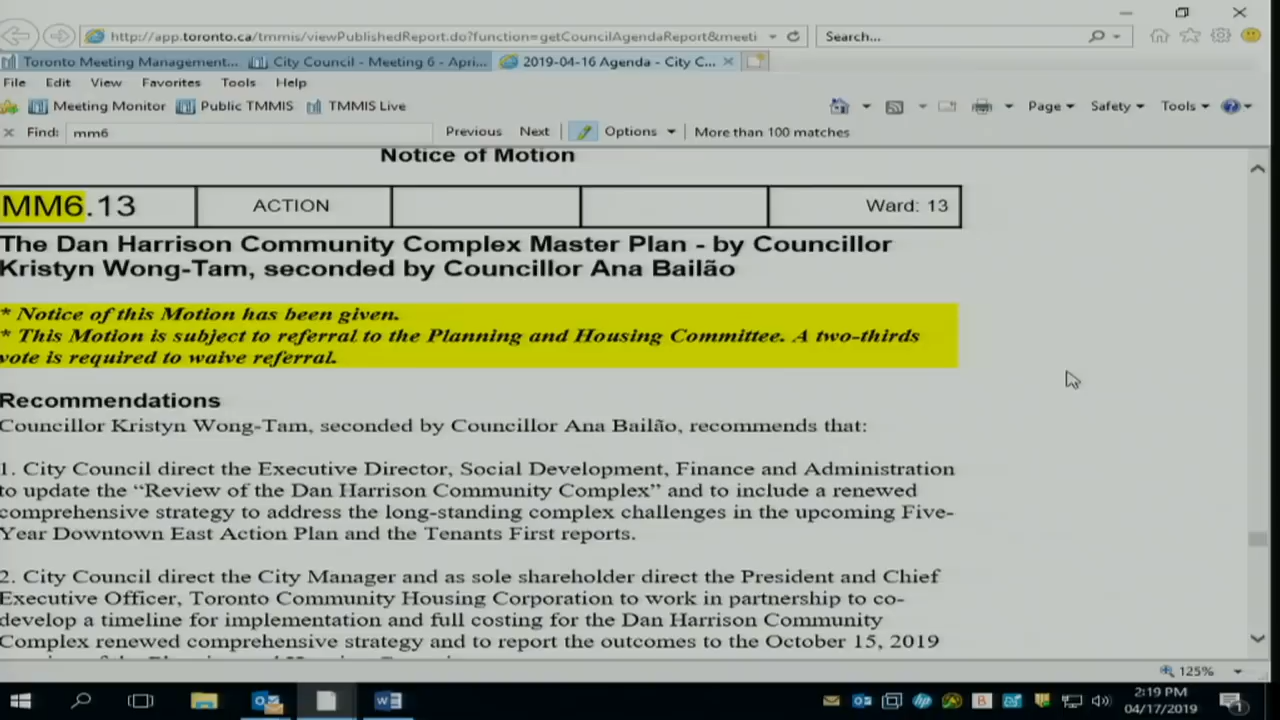 http://app.toronto.ca/tmmis/viewPublishedReport.do?function=getCouncilAgendaReport&meeti
Search...
Toronto Meeting Management...
City Council - Meeting 6 - Apri...
2019-04-16 Agenda - City C...
File Edit View Favorites Tools Help
Meeting Monitor Public TMMIS TMMIS Live
Page Safety Tools
Find: mm6 Previous Next Options More than 100 matches
Notice of Motion
MM6.13 ACTION Ward: 13
The Dan Harrison Community Complex Master Plan - by Councillor
Kristyn Wong-Tam, seconded by Councillor Ana Bailão
* Notice of this Motion has been given.
* This Motion is subject to referral to the Planning and Housing Committee. A two-thirds
vote is required to waive referral.
Recommendations
Councillor Kristyn Wong-Tam, seconded by Councillor Ana Bailão, recommends that:
1. City Council direct the Executive Director, Social Development, Finance and Administration
to update the “Review of the Dan Harrison Community Complex” and to include a renewed
comprehensive strategy to address the long-standing complex challenges in the upcoming Five-
Year Downtown East Action Plan and the Tenants First reports.
2. City Council direct the City Manager and as sole shareholder direct the President and Chief
Executive Officer, Toronto Community Housing Corporation to work in partnership to co-
develop a timeline for implementation and full costing for the Dan Harrison Community
Complex renewed comprehensive strategy and to report the outcomes to the October 15, 2019
125%
2:19 PM
04/17/2019